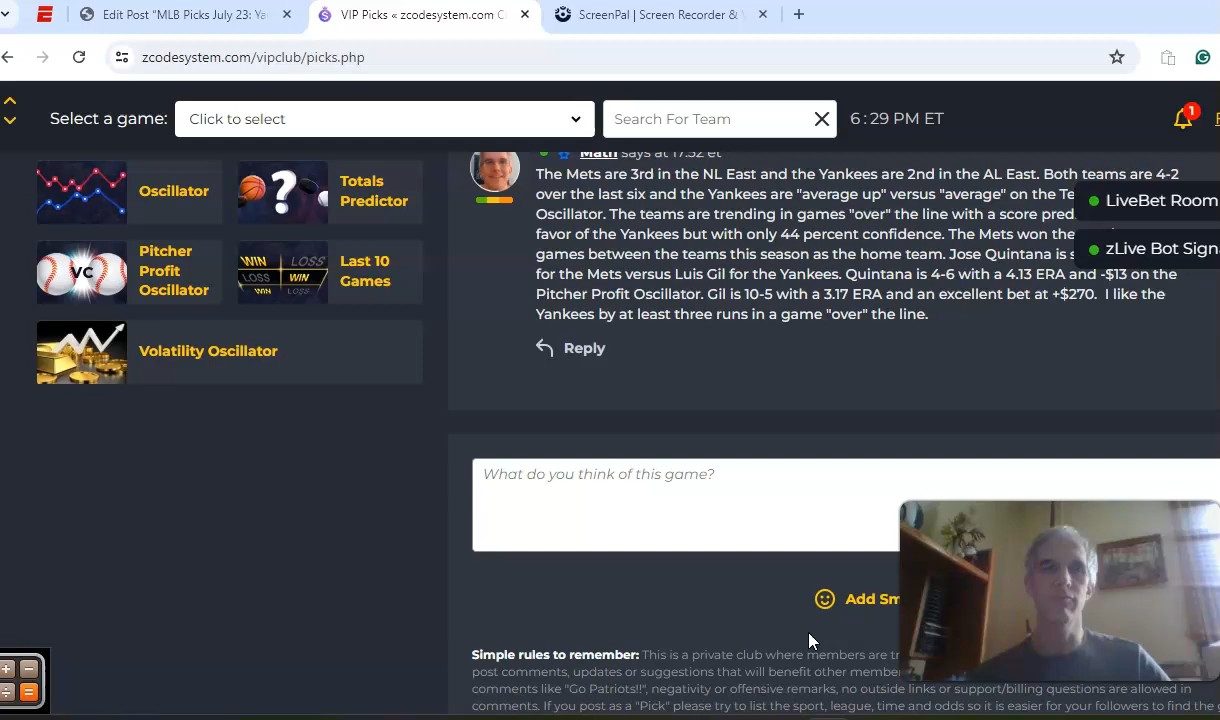 Edit Post "MLB Picks July 23: Ya
VIP Picks « zcodesystem.com C
ScreenPal | Screen Recorder &
zcodesystem.com/vipclub/picks.php
Select a game:
Click to select
Search For Team
6:29 PM ET
1
Oscillator
Totals
Predictor
VC
Pitcher
Profit
Oscillator
WIN LOSS
LOSS WIN
WIN LOSS
Last 10
Games
Volatility Oscillator
Math says at 17:52 et
The Mets are 3rd in the NL East and the Yankees are 2nd in the AL East. Both teams are 4-2
over the last six and the Yankees are "average up" versus "average" on the Te
Oscillator. The teams are trending in games "over" the line with a score pred
favor of the Yankees but with only 44 percent confidence. The Mets won the
games between the teams this season as the home team. Jose Quintana is s
for the Mets versus Luis Gil for the Yankees. Quintana is 4-6 with a 4.13 ERA and -$13 on the
Pitcher Profit Oscillator. Gil is 10-5 with a 3.17 ERA and an excellent bet at +$270. I like the
Yankees by at least three runs in a game "over" the line.
LiveBet Room
zLive Bot Sign
Reply
What do you think of this game?
Add Sm
Simple rules to remember: This is a private club where members are tr
post comments, updates or suggestions that will benefit other membe
comments like "Go Patriots!!", negativity or offensive remarks, no outside links or support/billing questions are allowed in
comments. If you post as a "Pick" please try to list the sport, league, time and odds so it is easier for your followers to find the g